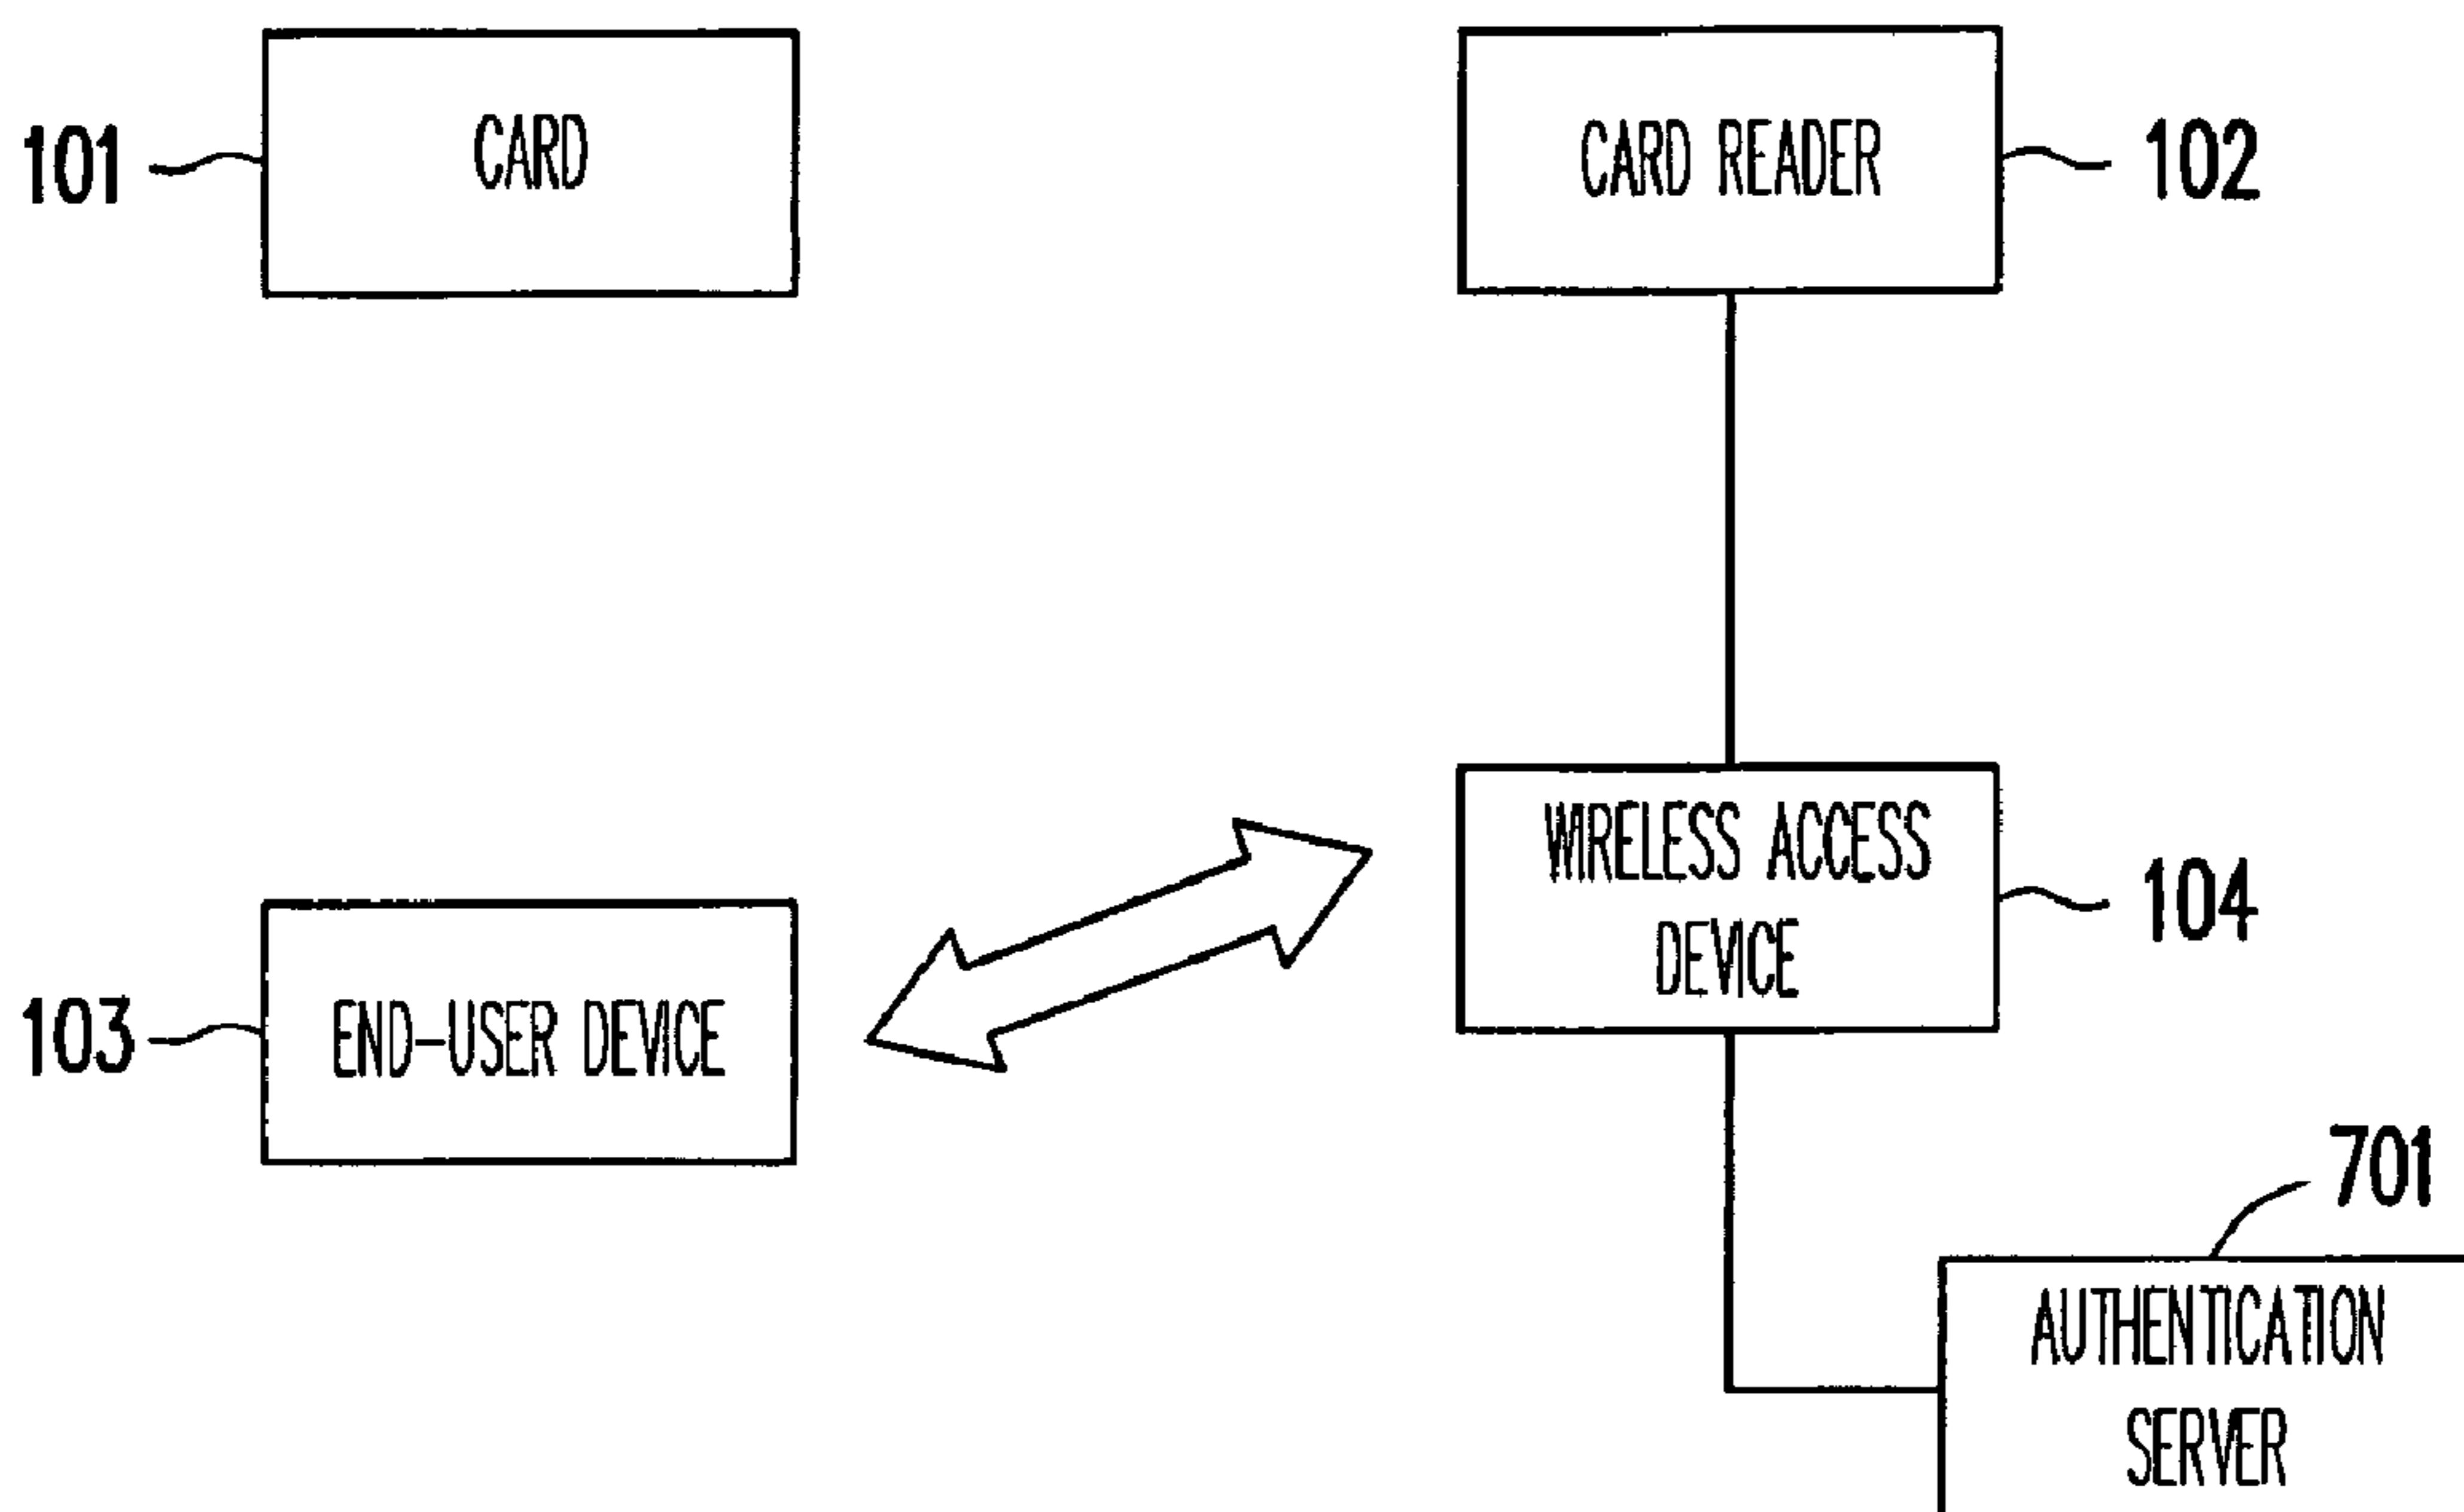 101
CARD
CARD READER
102
WIRELESS ACCESS
DEVICE
104
103
END-USER DEVICE
701
AUTHENTICATION
SERVER